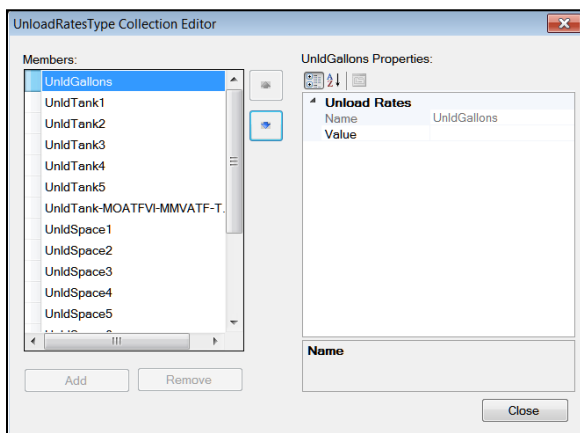 UnloadRatesType Collection Editor
Members:
UnldGallons
UnldTank1
UnldTank2
UnldTank3
UnldTank4
UnldTank5
UnldTank-MOATFVI-MMVATF-T.
UnldSpace1
UnldSpace2
UnldSpace3
UnldSpace4
UnldSpace5
Add
Remove
UnldGallons Properties:
Unload Rates
Name UnldGallons
Value
Name
Close